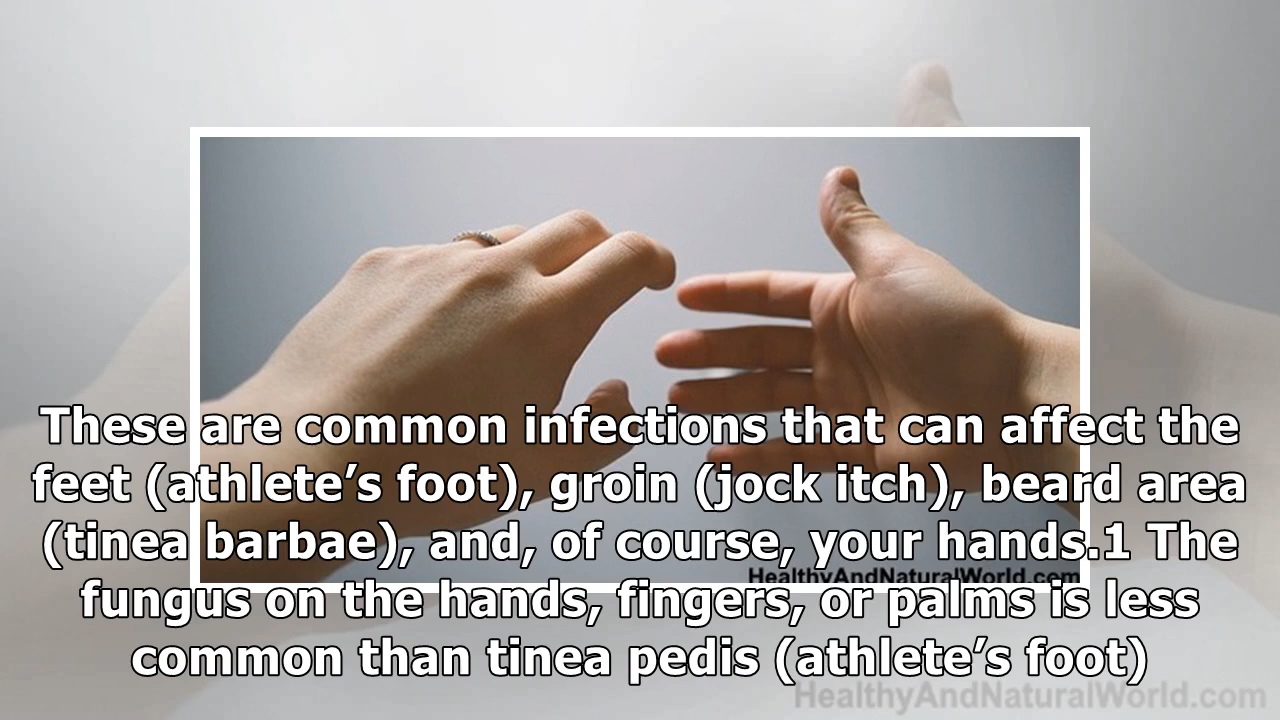 These are common infections that can affect the
feet (athlete’s foot), groin (jock itch), beard area
(tinea barbae), and, of course, your hands.1 The
HealthyAndNaturalWorld.com
fungus on the hands, fingers, or palms is less
common than tinea pedis (athlete’s foot)
HealthyAndNaturalWorld.com